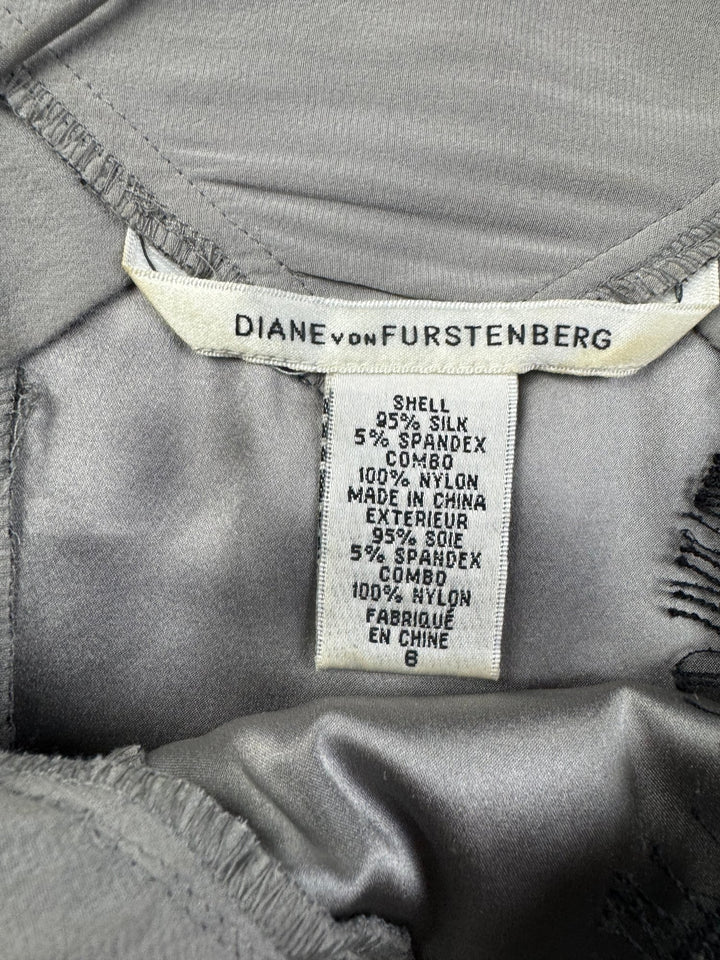 DIANE VON FURSTENBERG
SHELL
95% SILK
5% SPANDEX
COMBO
100% NYLON
MADE IN CHINA
EXTERIEUR
95% SOIE
5% SPANDEX
COMBO
100% NYLON
FABRIQUÉ
EN CHINE
6